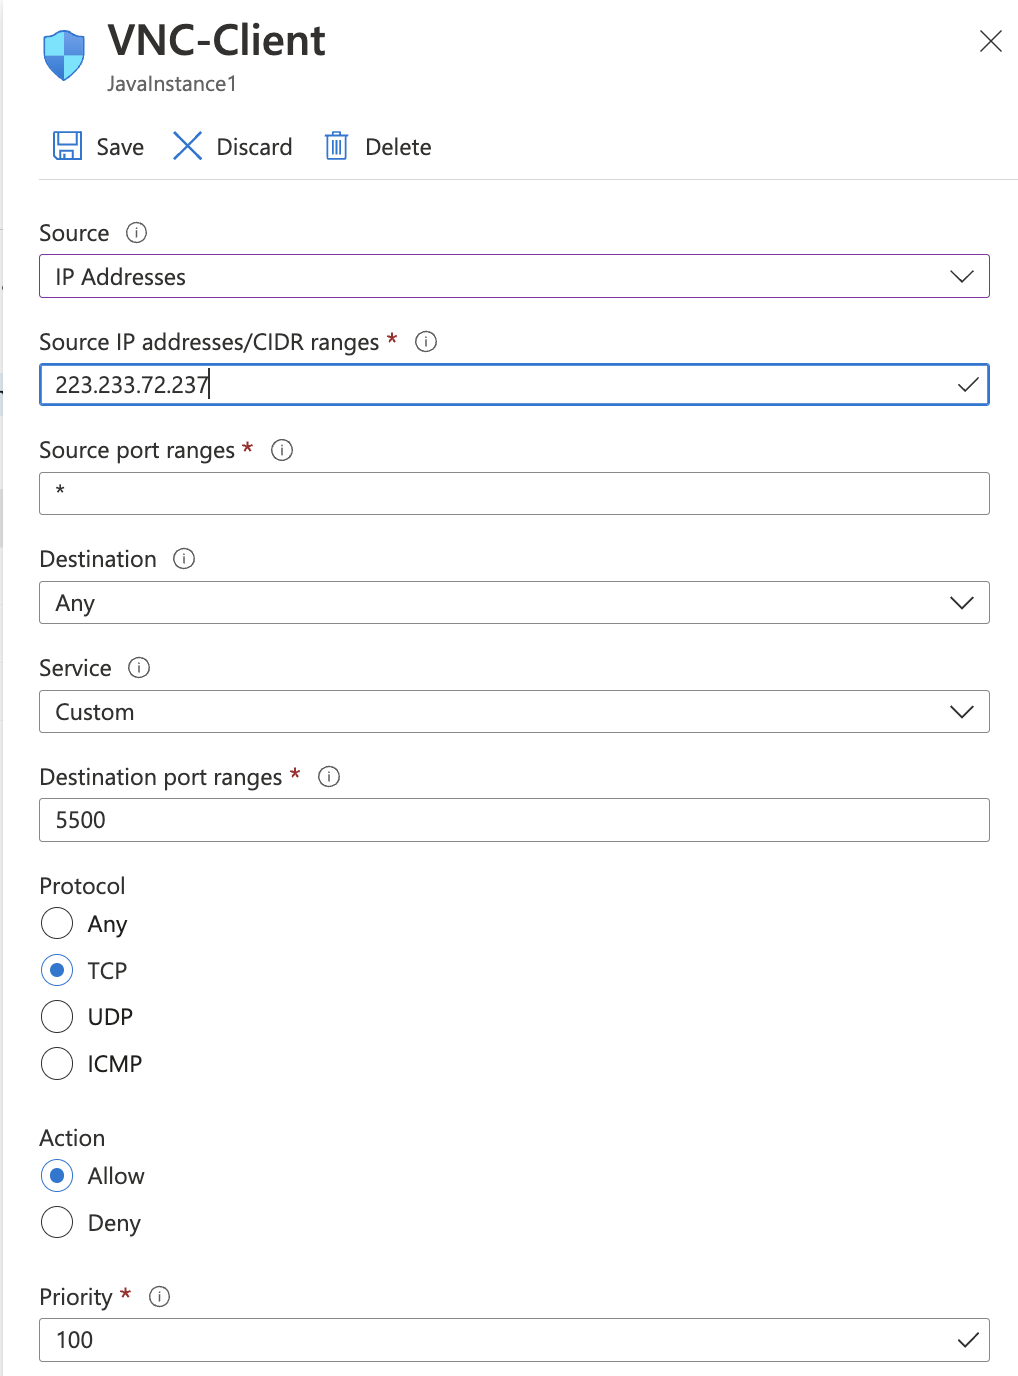 VNC-Client
JavaInstance1
Save Discard Delete
Source
IP Addresses
Source IP addresses/CIDR ranges *
223.233.72.237
Source port ranges *
*
Destination
Any
Service
Custom
Destination port ranges *
5500
Protocol
Any
TCP
UDP
ICMP
Action
Allow
Deny
Priority *
100